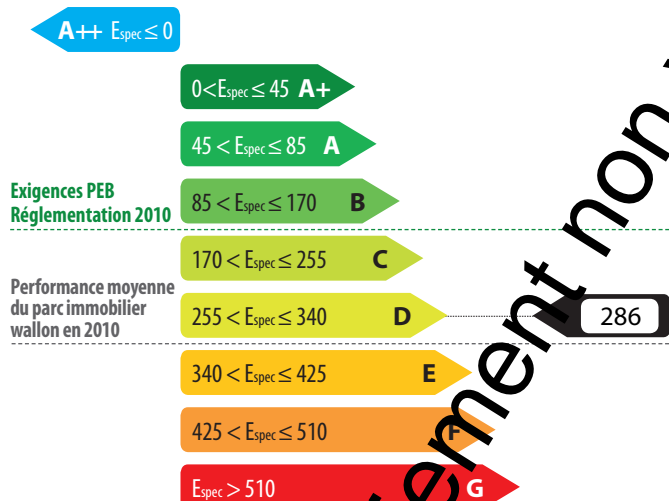 A++ Espec ≤ 0
0 < Espec ≤ 45 A+
45 < Espec ≤ 85 A
Exigences PEB
Réglementation 2010
85 < Espec ≤ 170 B
170 < Espec ≤ 255 C
Performance moyenne
du parc immobilier
wallon en 2010
255 < Espec ≤ 340 D
286
340 < Espec ≤ 425 E
425 < Espec ≤ 510 F
Espec > 510 G
ement non